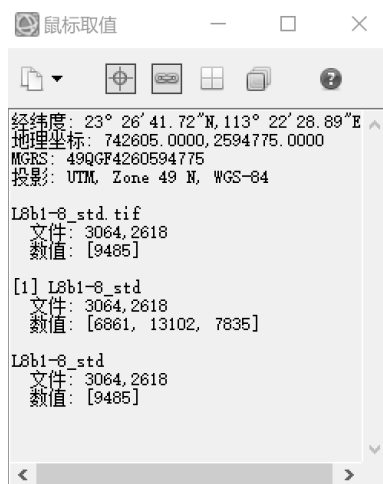 鼠标取值
经纬度: 23° 26′41.72″N,113° 22′28.89″E
地理坐标: 742605.0000,2594775.0000
MGRS: 49QGF4260594775
投影: UTM, Zone 49 N, WGS-84
L8b1-8_std.tif
文件: 3064,2618
数值: [9485]
[1] L8b1-8_std
文件: 3064,2618
数值: [6861, 13102, 7835]
L8b1-8_std
文件: 3064,2618
数值: [9485]